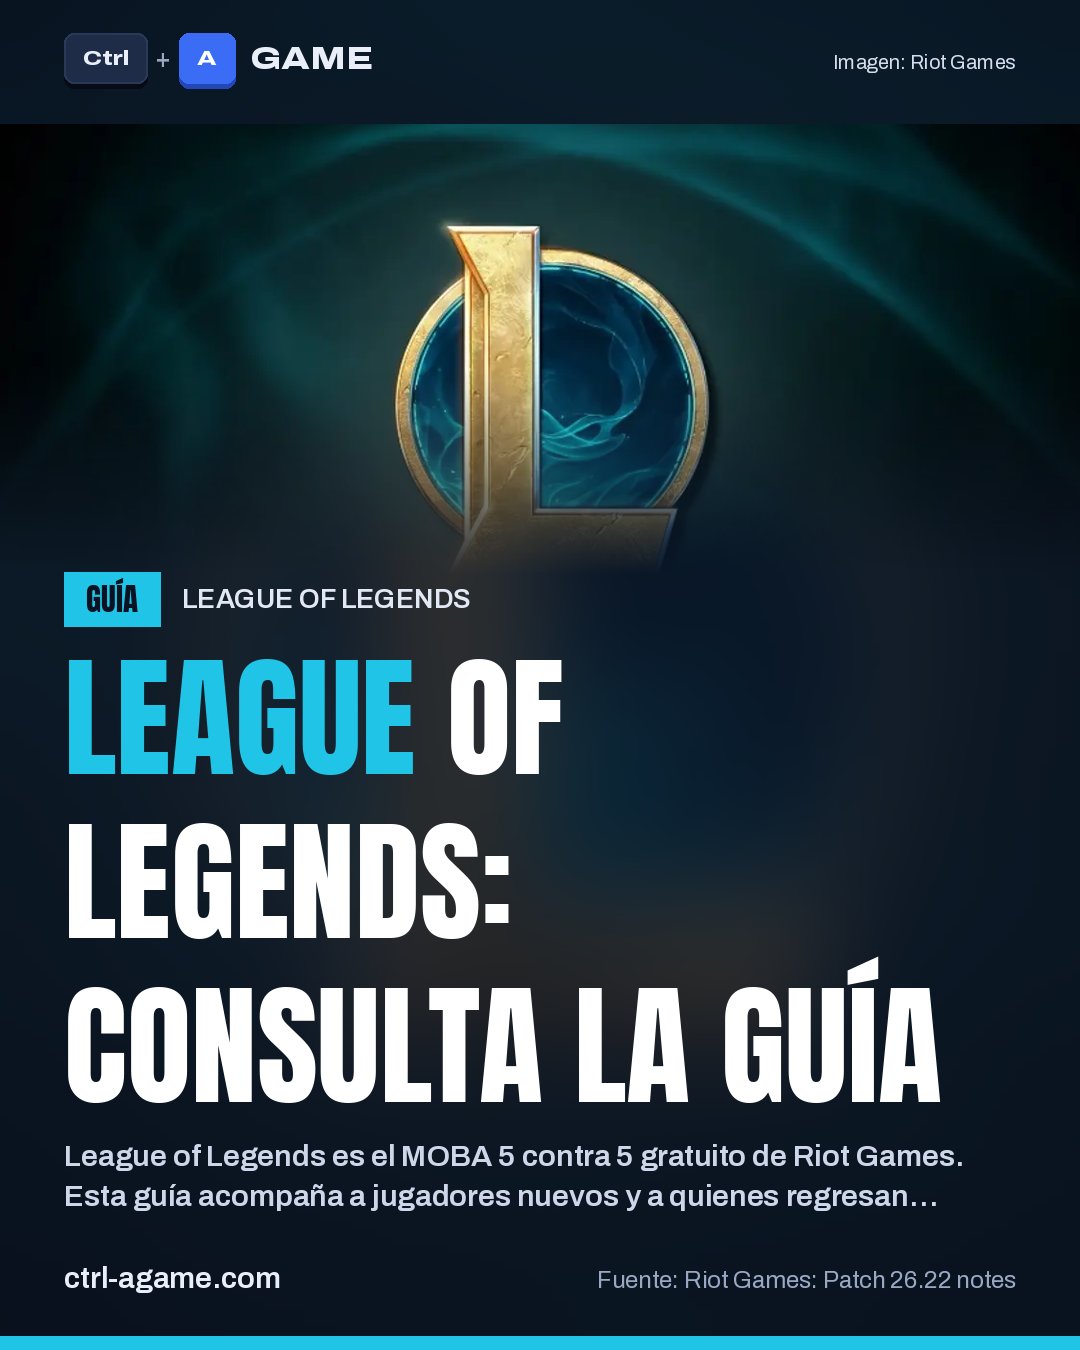 Ctrl + A GAME
Imagen: Riot Games
GUÍA
LEAGUE OF LEGENDS
LEAGUE OF
LEGENDS:
CONSULTA LA GUÍA
League of Legends es el MOBA 5 contra 5 gratuito de Riot Games.
Esta guía acompaña a jugadores nuevos y a quienes regresan...
ctrl-agame.com
Fuente: Riot Games: Patch 26.22 notes